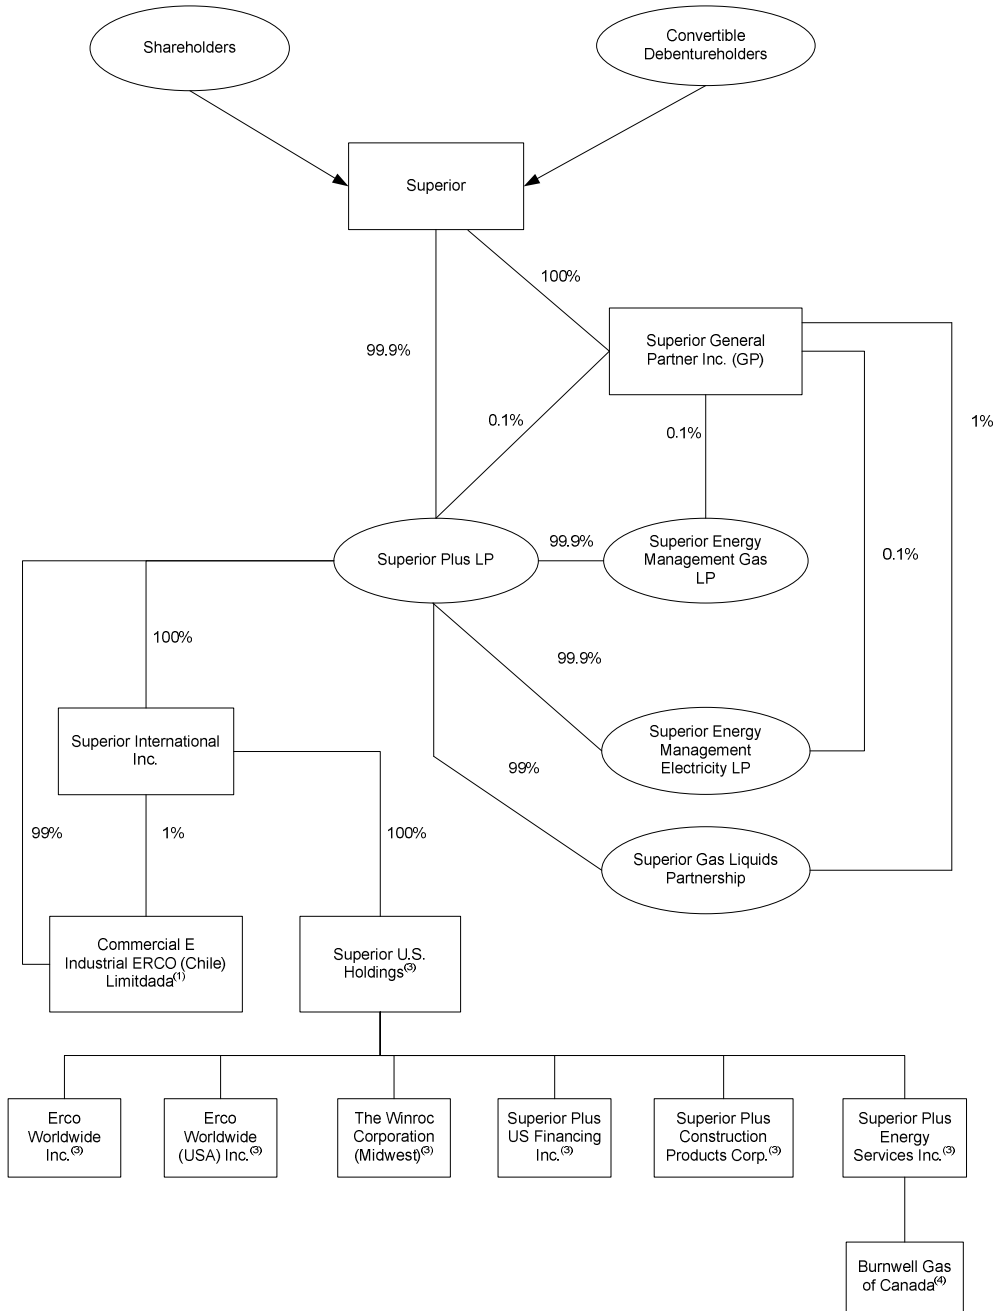 Shareholders
Convertible
Debentureholders
Superior
100%
Superior General
Partner Inc. (GP)
99.9%
0.1%
0.1%
1%
Superior Plus LP
99.9%
Superior Energy
Management Gas
LP
0.1%
100%
99.9%
Superior International
Inc.
Superior Energy
Management
Electricity LP
99%
99%
1%
100%
Superior Gas Liquids
Partnership
Commercial E
Industrial ERCO (Chile)
Limitdada(1)
Superior U.S.
Holdings(3)
Erco
Worldwide
Inc.(3)
Erco
Worldwide
(USA) Inc.(3)
The Winroc
Corporation
(Midwest)(3)
Superior Plus
US Financing
Inc.(3)
Superior Plus
Construction
Products Corp.(3)
Superior Plus
Energy
Services Inc.(3)
Burnwell Gas
of Canada(4)